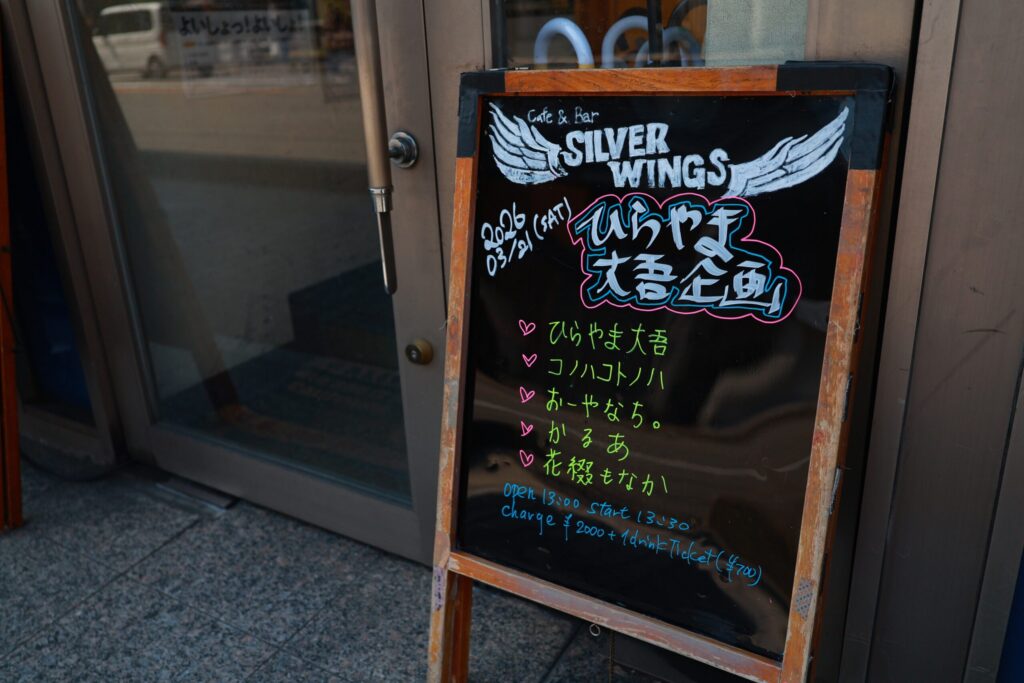 よいしょっ!よいしょ
Cafe & Bar
SILVER
WINGS
2026
03/21 (SAT)
ひらやま
大吾企画
ひらやま大吾
コノハコトノハ
おーやなち。
かるあ
花綴もなか
open 13:00 start 13:30
charge ¥2000+1drink Ticket(¥700)